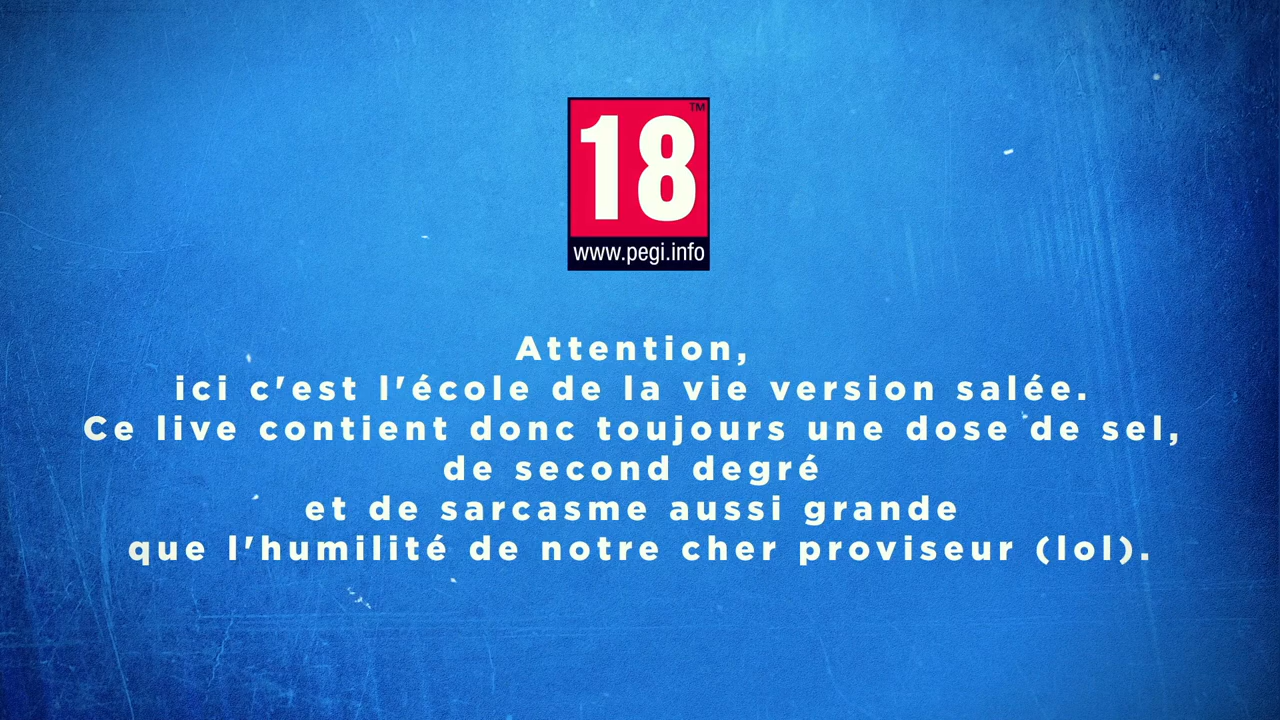 TM
18
www.pegi.info
Attention,
ici c'est l'école de la vie version salée.
Ce live contient donc toujours une dose de sel,
de second degré
et de sarcasme aussi grande
que l'humilité de notre cher proviseur (lol).